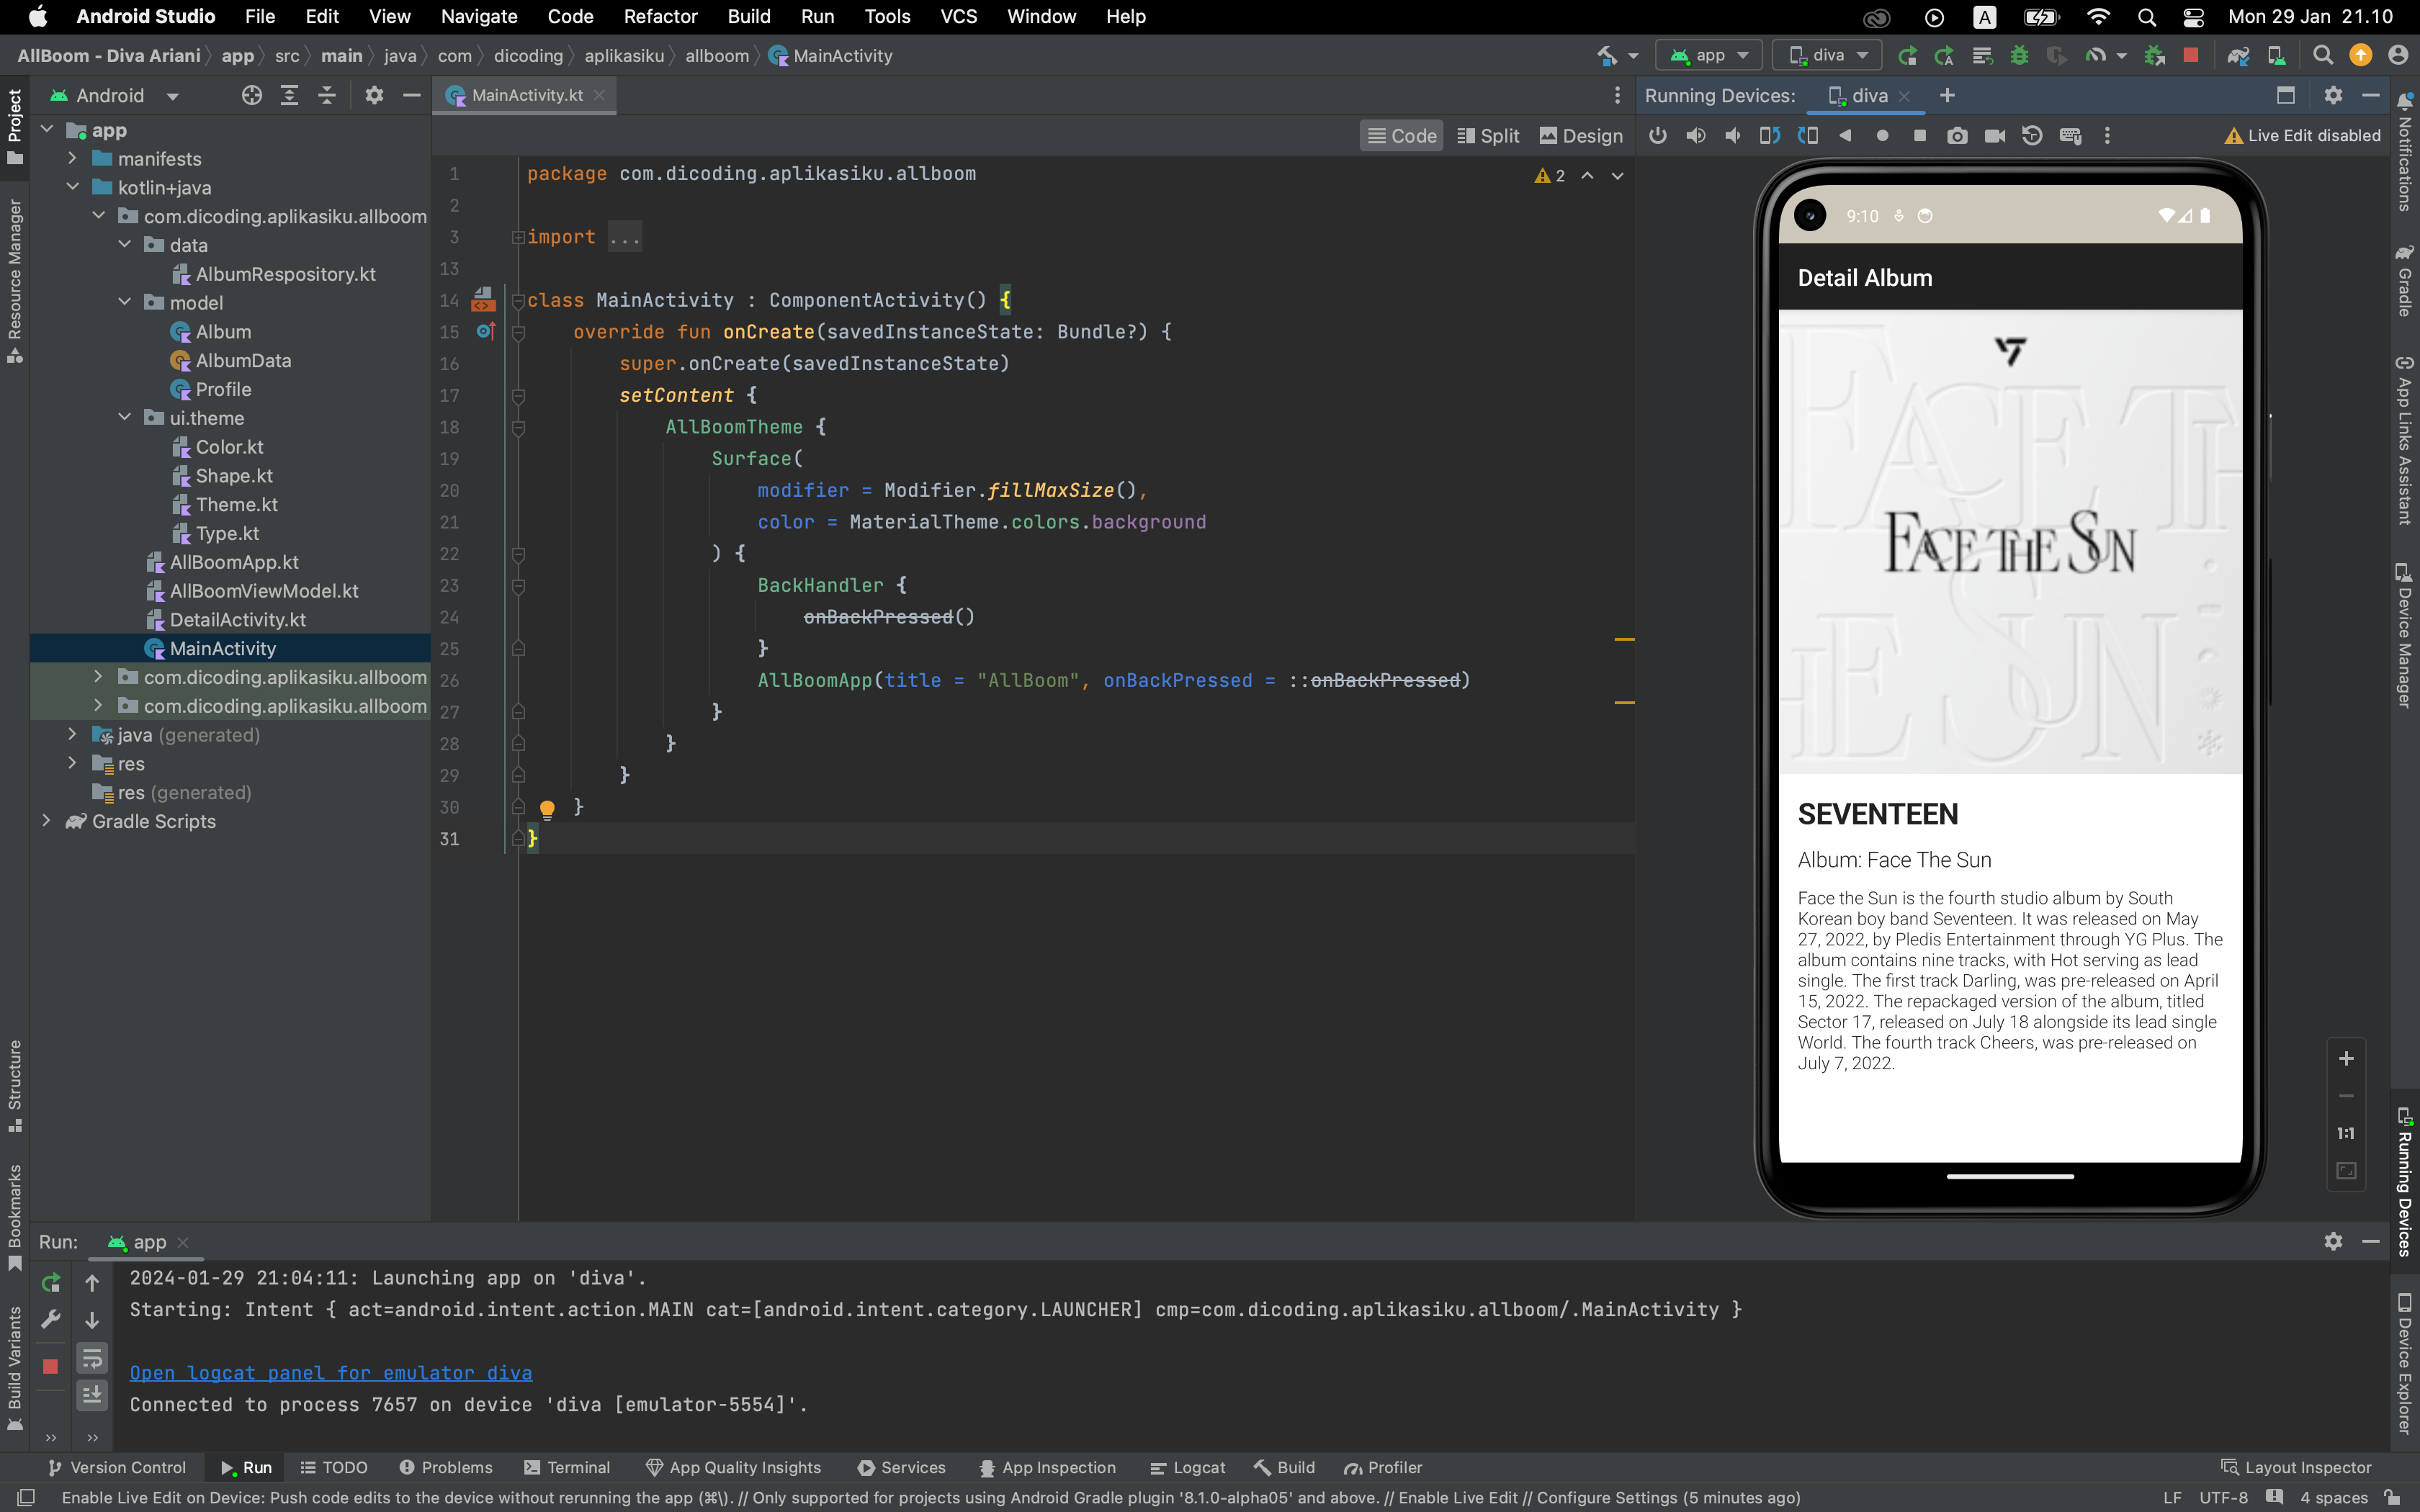 Android Studio File Edit View Navigate Code Refactor Build Run Tools VCS Window Help
A Mon 29 Jan 21.10
AllBoom - Diva Ariani app src main java com dicoding aplikasiku allboom MainActivity
app diva
Android
MainActivity.kt
Running Devices: diva
Code Split Design
Live Edit disabled
Project
Resource Manager
Structure
Bookmarks
Build Variants
app
manifests
kotlin+java
com.dicoding.aplikasiku.allboom
data
AlbumRespository.kt
model
Album
AlbumData
Profile
ui.theme
Color.kt
Shape.kt
Theme.kt
Type.kt
AllBoomApp.kt
AllBoomViewModel.kt
DetailActivity.kt
MainActivity
com.dicoding.aplikasiku.allboom
com.dicoding.aplikasiku.allboom
java (generated)
res
res (generated)
Gradle Scripts
2
1 package com.dicoding.aplikasiku.allboom
2
3 import ...
13
14 class MainActivity : ComponentActivity() {
15 override fun onCreate(savedInstanceState: Bundle?) {
16 super.onCreate(savedInstanceState)
17 setContent {
18 AllBoomTheme {
19 Surface(
20 modifier = Modifier.fillMaxSize(),
21 color = MaterialTheme.colors.background
22 ) {
23 BackHandler {
24 onBackPressed()
25 }
26 AllBoomApp(title = "AllBoom", onBackPressed = ::onBackPressed)
27 }
28 }
29 }
30 }
31 }
9:10
Detail Album
FACE THE SUN
FACE THE SUN
SEVENTEEN
Album: Face The Sun
Face the Sun is the fourth studio album by South
Korean boy band Seventeen. It was released on May
27, 2022, by Pledis Entertainment through YG Plus. The
album contains nine tracks, with Hot serving as lead
single. The first track Darling, was pre-released on April
15, 2022. The repackaged version of the album, titled
Sector 17, released on July 18 alongside its lead single
World. The fourth track Cheers, was pre-released on
July 7, 2022.
1:1
Notifications
Gradle
App Links Assistant
Device Manager
Running Devices
Device Explorer
Run: app
2024-01-29 21:04:11: Launching app on 'diva'.
Starting: Intent { act=android.intent.action.MAIN cat=[android.intent.category.LAUNCHER] cmp=com.dicoding.aplikasiku.allboom/.MainActivity }
Open logcat panel for emulator diva
Connected to process 7657 on device 'diva [emulator-5554]'.
Version Control Run TODO Problems Terminal App Quality Insights Services App Inspection Logcat Build Profiler Layout Inspector
Enable Live Edit on Device: Push code edits to the device without rerunning the app (⌘\). // Only supported for projects using Android Gradle plugin '8.1.0-alpha05' and above. // Enable Live Edit // Configure Settings (5 minutes ago) LF UTF-8 4 spaces